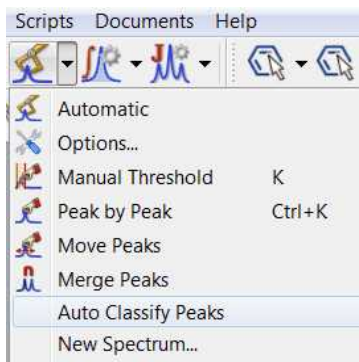 Scripts Documents Help
Automatic
Options...
Manual Threshold K
Peak by Peak Ctrl+K
Move Peaks
Merge Peaks
Auto Classify Peaks
New Spectrum...